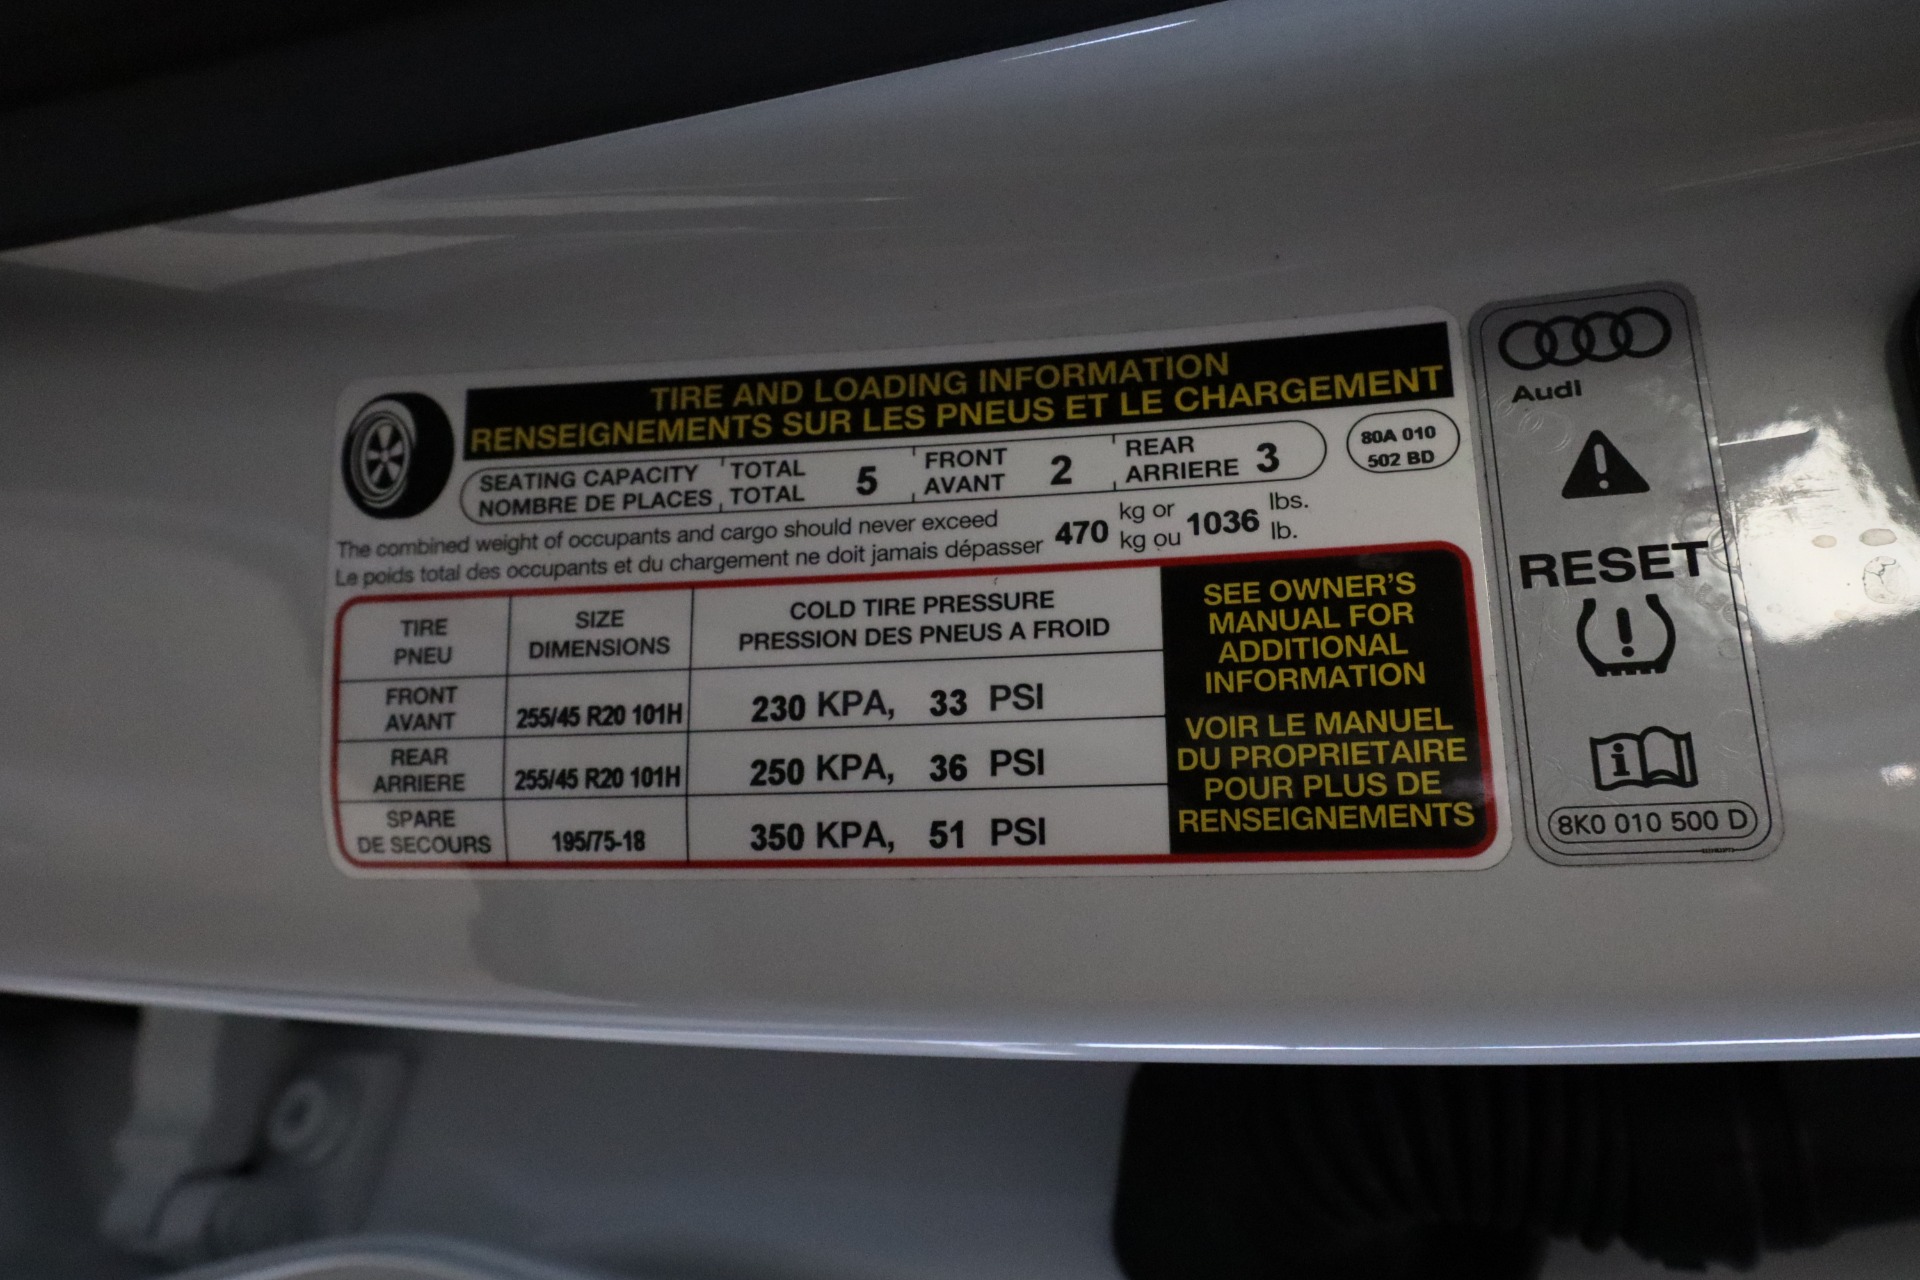 TIRE AND LOADING INFORMATION
RENSEIGNEMENTS SUR LES PNEUS ET LE CHARGEMENT
SEATING CAPACITY TOTAL 5 FRONT 2 REAR 3
NOMBRE DE PLACES TOTAL AVANT ARRIERE
80A 010
502 BD
The combined weight of occupants and cargo should never exceed 470 kg or 1036 lbs.
Le poids total des occupants et du chargement ne doit jamais dépasser kg ou lb.
TIRE SIZE COLD TIRE PRESSURE
PNEU DIMENSIONS PRESSION DES PNEUS A FROID
FRONT
AVANT 255/45 R20 101H 230 KPA, 33 PSI
REAR
ARRIERE 255/45 R20 101H 250 KPA, 36 PSI
SPARE
DE SECOURS 195/75-18 350 KPA, 51 PSI
SEE OWNER'S
MANUAL FOR
ADDITIONAL
INFORMATION
VOIR LE MANUEL
DU PROPRIETAIRE
POUR PLUS DE
RENSEIGNEMENTS
Audi
RESET
8K0 010 500 D